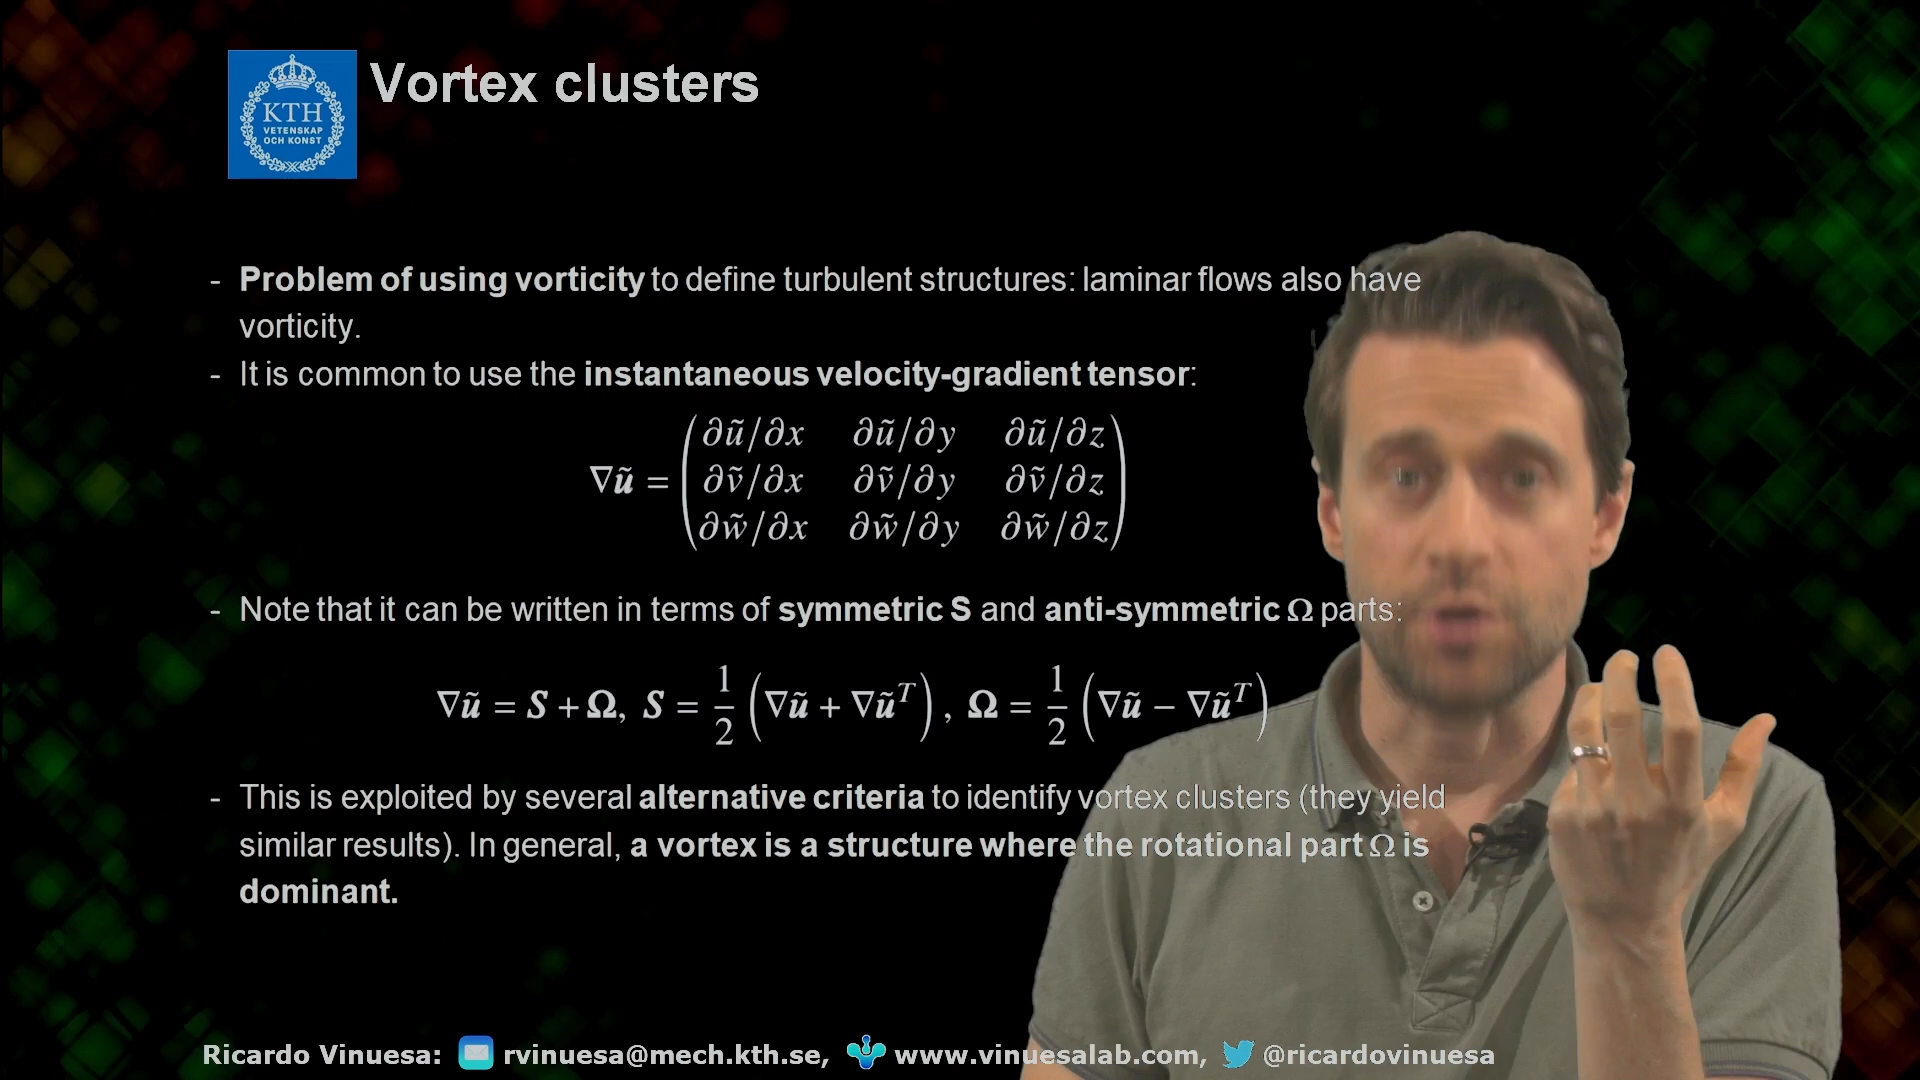 KTH
VETENSKAP
OCH KONST
Vortex clusters
- Problem of using vorticity to define turbulent structures: laminar flows also have
vorticity.
- It is common to use the instantaneous velocity-gradient tensor:
∂ũ/∂x ∂ũ/∂y ∂ũ/∂z
∇ũ = ( ∂ṽ/∂x ∂ṽ/∂y ∂ṽ/∂z )
∂w̃/∂x ∂w̃/∂y ∂w̃/∂z
- Note that it can be written in terms of symmetric S and anti-symmetric Ω parts:
∇ũ = S + Ω, S = 1/2 (∇ũ + ∇ũᵀ), Ω = 1/2 (∇ũ − ∇ũᵀ)
- This is exploited by several alternative criteria to identify vortex clusters (they yield
similar results). In general, a vortex is a structure where the rotational part Ω is
dominant.
Ricardo Vinuesa: rvinuesa@mech.kth.se, www.vinuesalab.com, @ricardovinuesa